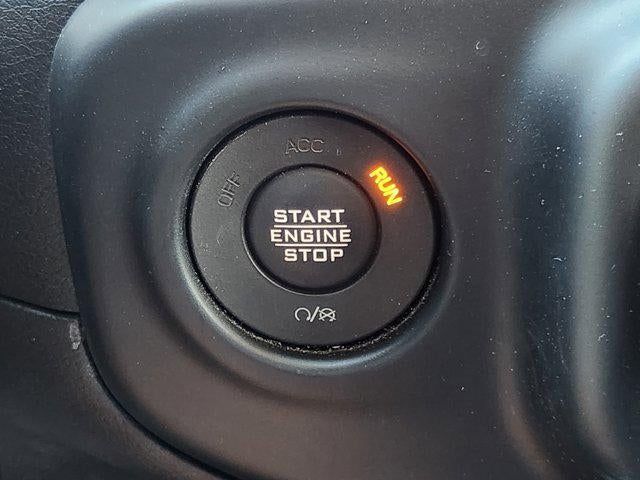 OFF
ACC
RUN
START
ENGINE
STOP